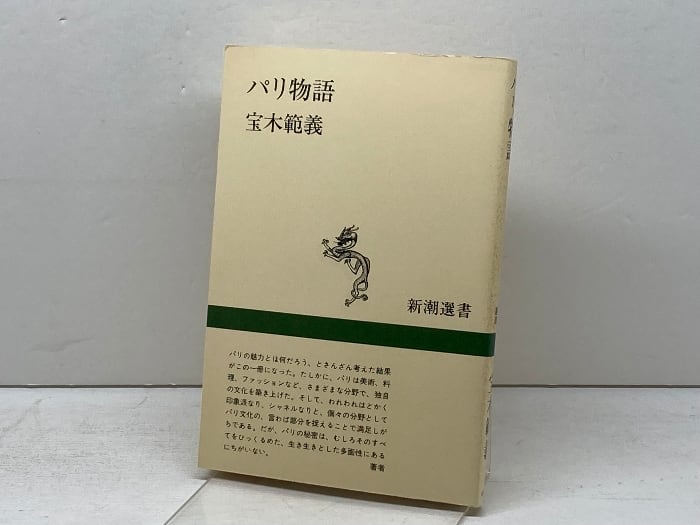 パリ物語
宝木範義
新潮選書
パリの魅力とは何だろう、とさんざん考えた結果
がこの一冊になった。たしかに、パリは美術、料
理、ファッションなど、さまざまな分野で、独自
の文化を築き上げた。そして、われわれはとかく
印象派なり、シャネルなりと、個々の分野として
パリ文化の、言わば部分を捉えることで満足しが
ちである。だが、パリの秘密は、むしろそのすべ
てをひっくるめた、生き生きとした多面性にある
にちがいない。
著者